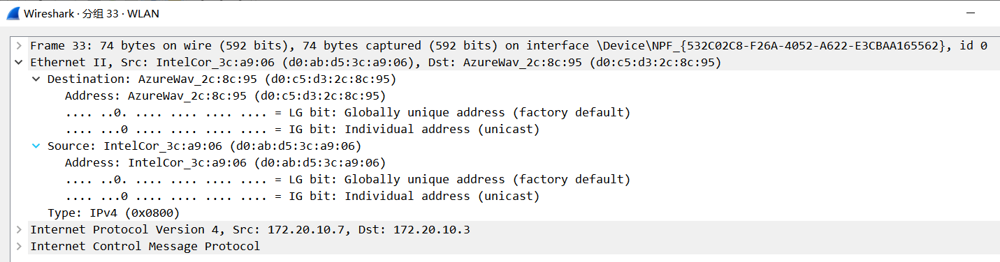 Wireshark · 分组 33 · WLAN
Frame 33: 74 bytes on wire (592 bits), 74 bytes captured (592 bits) on interface \Device\NPF_{532C02C8-F26A-4052-A622-E3CBAA165562}, id 0
Ethernet II, Src: IntelCor_3c:a9:06 (d0:ab:d5:3c:a9:06), Dst: AzureWav_2c:8c:95 (d0:c5:d3:2c:8c:95)
Destination: AzureWav_2c:8c:95 (d0:c5:d3:2c:8c:95)
Address: AzureWav_2c:8c:95 (d0:c5:d3:2c:8c:95)
.... ..0. .... .... .... .... = LG bit: Globally unique address (factory default)
.... ...0 .... .... .... .... = IG bit: Individual address (unicast)
Source: IntelCor_3c:a9:06 (d0:ab:d5:3c:a9:06)
Address: IntelCor_3c:a9:06 (d0:ab:d5:3c:a9:06)
.... ..0. .... .... .... .... = LG bit: Globally unique address (factory default)
.... ...0 .... .... .... .... = IG bit: Individual address (unicast)
Type: IPv4 (0x0800)
Internet Protocol Version 4, Src: 172.20.10.7, Dst: 172.20.10.3
Internet Control Message Protocol